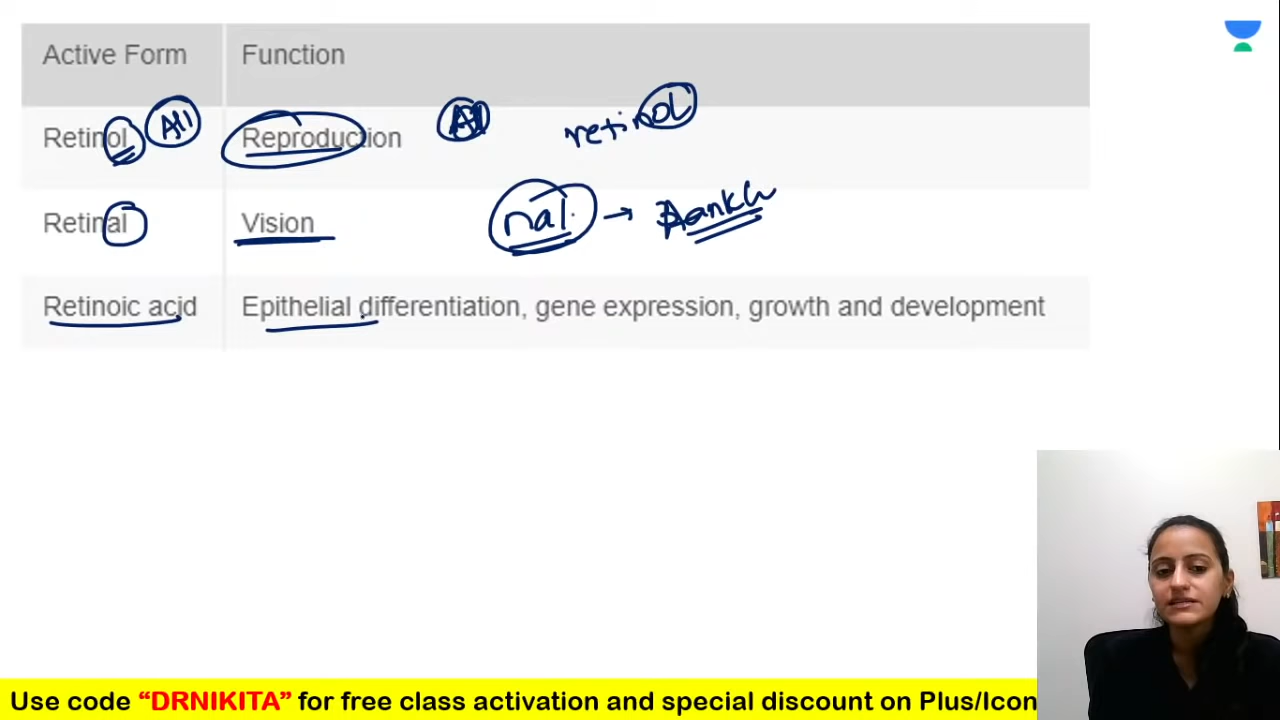 Active Form Function
Retinol All Reproduction All retinol
Retinal Vision nal. → Aankh
Retinoic acid Epithelial differentiation, gene expression, growth and development
Use code “DRNIKITA” for free class activation and special discount on Plus/Icon